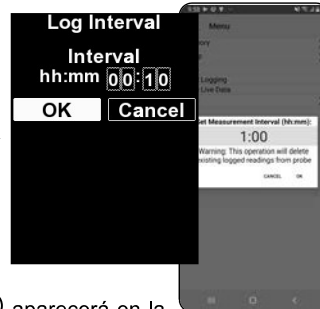 Log Interval
Interval
hh:mm 00:10
OK Cancel
Menu
Logging
Live Data
Set Measurement Interval (hh:mm):
1:00
Warning: This operation will delete
existing logged readings from probe
CANCEL OK
aparecerá en la